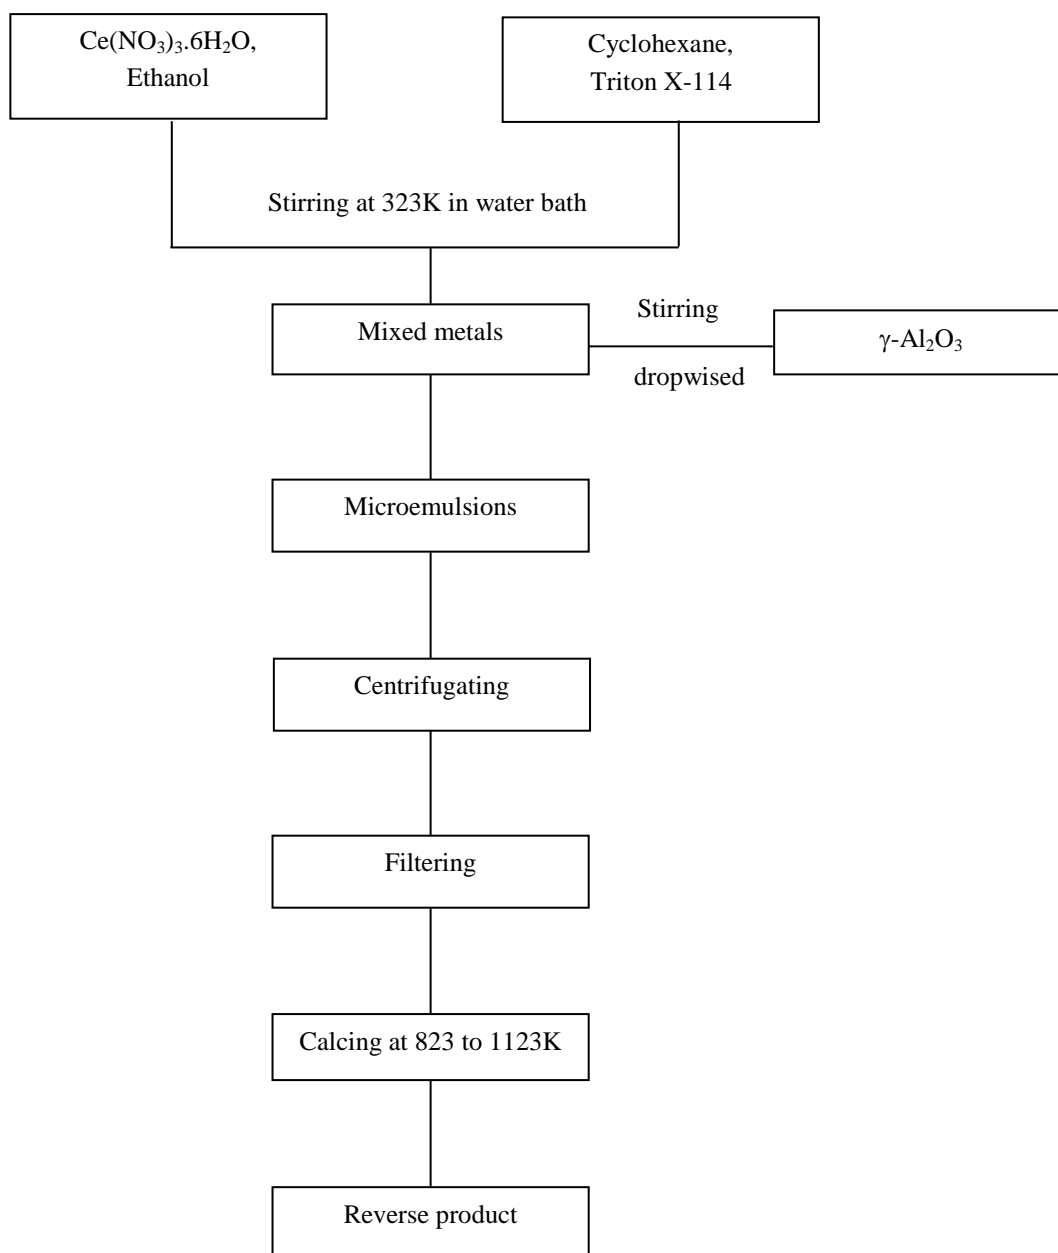 Ce(NO₃)₃.6H₂O,
Ethanol
Cyclohexane,
Triton X-114
Stirring at 323K in water bath
Mixed metals
Stirring
dropwised
γ-Al₂O₃
Microemulsions
Centrifugating
Filtering
Calcing at 823 to 1123K
Reverse product